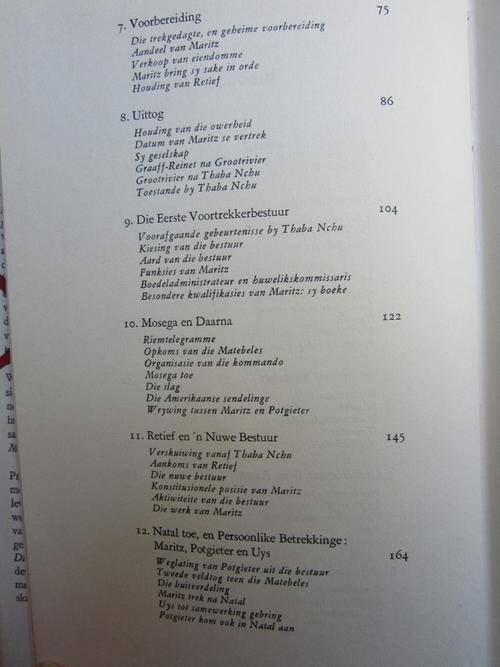 7. Voorbereiding 75
Die trekgedagte, en geheime voorbereiding
Aandeel van Maritz
Verkoop van eiendomme
Maritz bring sy sake in orde
Houding van Retief
8. Uittog 86
Houding van die owerheid
Datum van Maritz se vertrek
Sy geselskap
Graaff-Reinet na Grootrivier
Grootrivier na Thaba Nchu
Toestande by Thaba Nchu
9. Die Eerste Voortrekkerbestuur 104
Voorafgaande gebeurtenisse by Thaba Nchu
Kiesing van die bestuur
Aard van die bestuur
Funksies van Maritz
Boedeladministrateur en huwelikskommissaris
Besondere kwalifikasies van Maritz: sy boeke
10. Mosega en Daarna 122
Riemtelegramme
Opkoms van die Matebeles
Organisasie van die kommando
Mosega toe
Die slag
Die Amerikaanse sendelinge
Wrywing tussen Maritz en Potgieter
11. Retief en 'n Nuwe Bestuur 145
Verskuiwing vanaf Thaba Nchu
Aankoms van Retief
Die nuwe bestuur
Konstitusionele posisie van Maritz
Aktiwiteite van die bestuur
Die werk van Maritz
12. Natal toe, en Persoonlike Betrekkinge:
Maritz, Potgieter en Uys 164
Weglating van Potgieter uit die bestuur
Tweede veldtog teen die Matebeles
Die buitverdeling
Maritz trek na Natal
Uys tot samewerking gebring
Potgieter kom ook in Natal aan